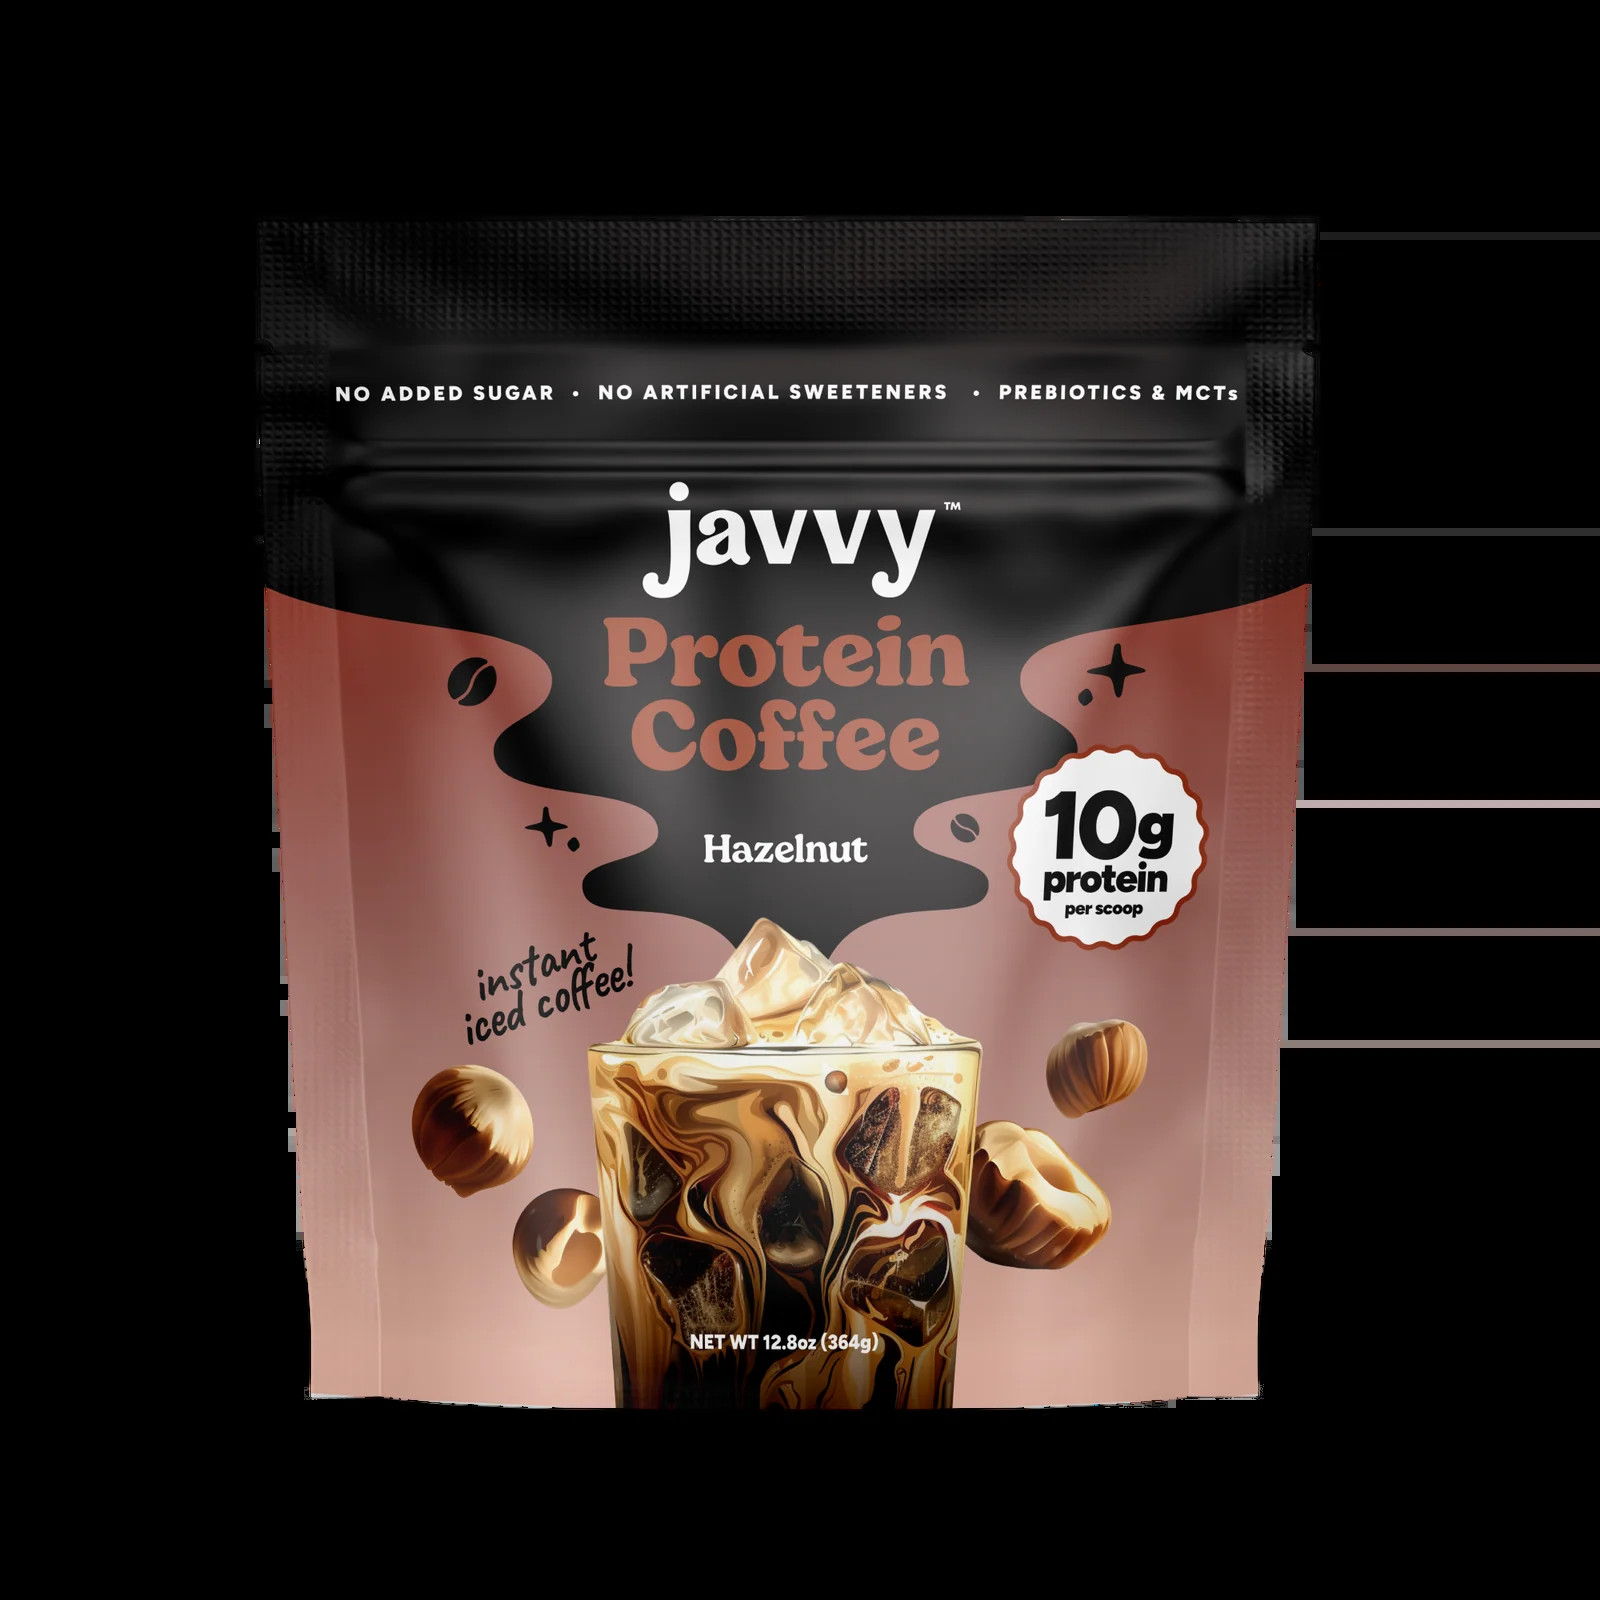 NO ADDED SUGAR • NO ARTIFICIAL SWEETENERS • PREBIOTICS & MCTs
javvy™
Protein
Coffee
Hazelnut
10g
protein
per scoop
instant
iced coffee!
NET WT 12.8oz (364g)